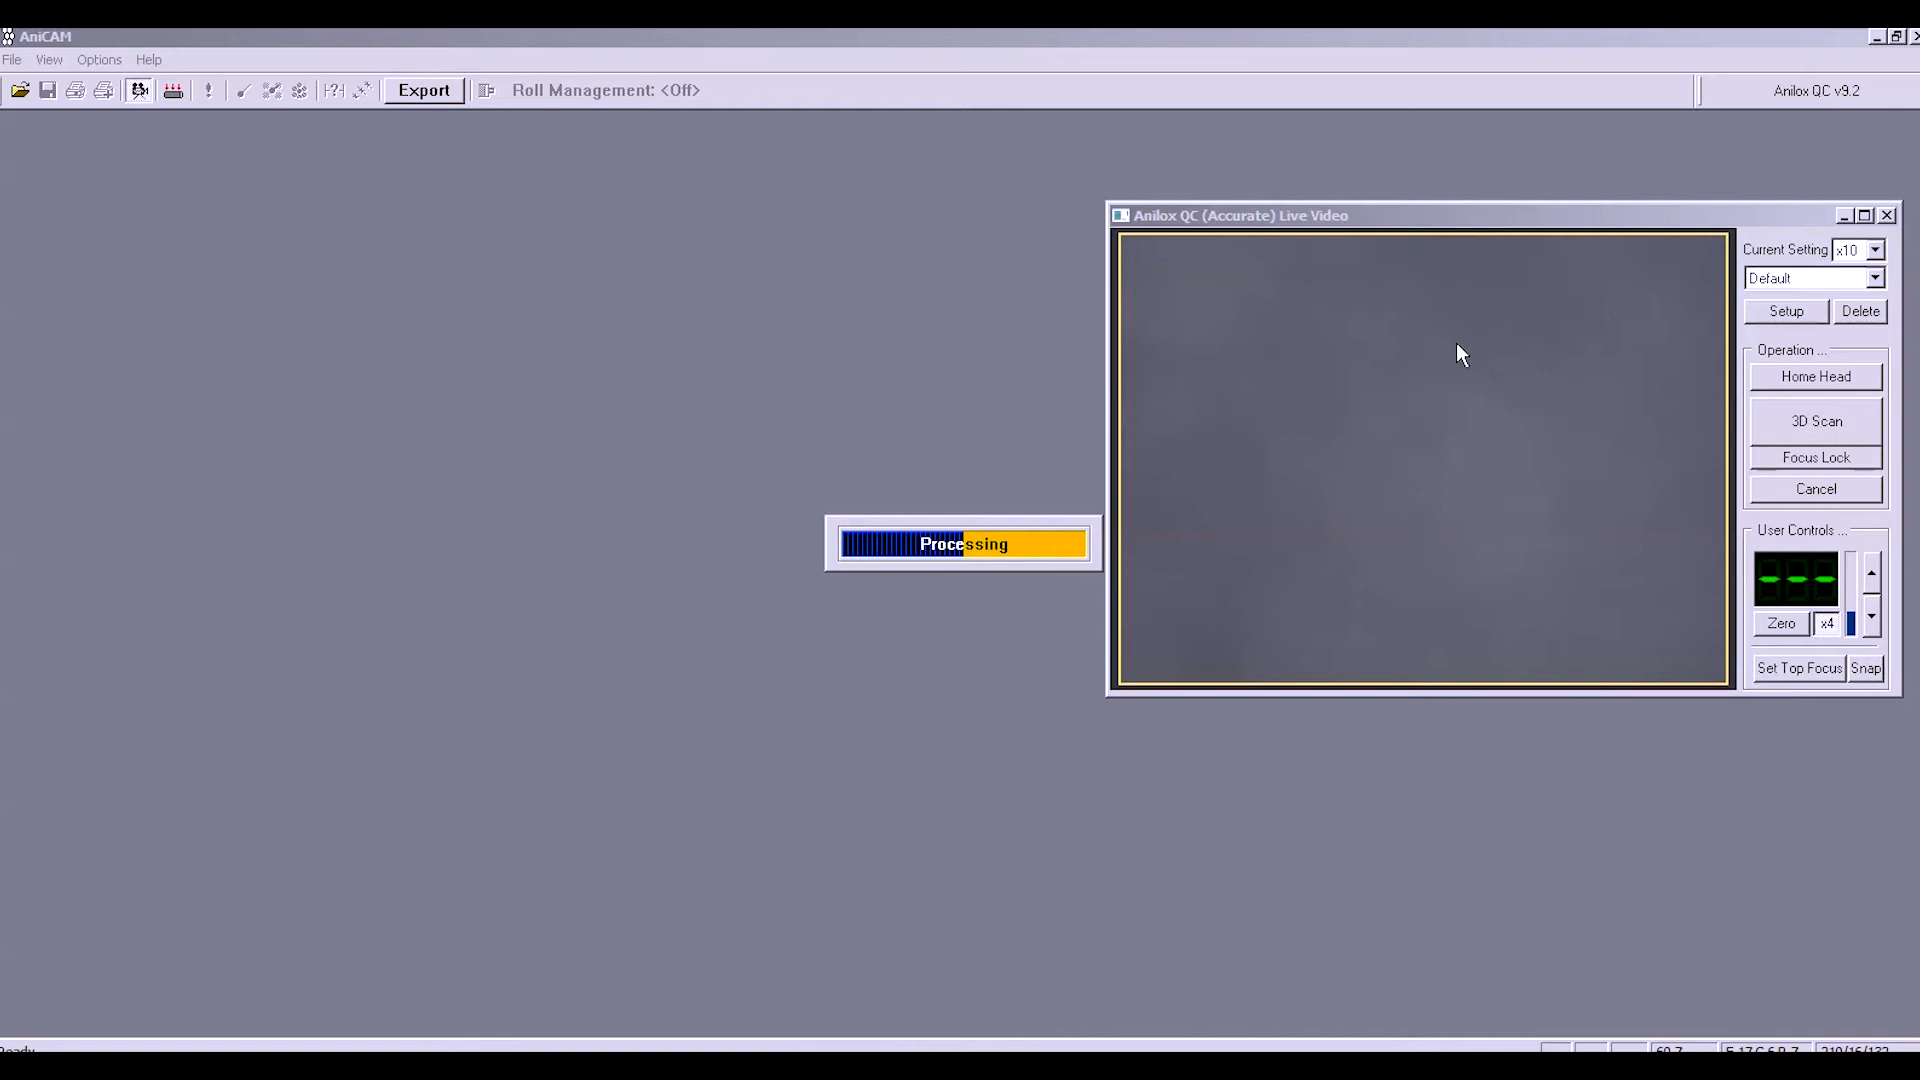 AniCAM
File View Options Help
Export
Roll Management: <Off>
Anilox QC v9.2
Anilox QC (Accurate) Live Video
Current Setting x10
Default
Setup Delete
Operation ...
Home Head
3D Scan
Focus Lock
Cancel
Processing
User Controls ...
---
Zero x4
Set Top Focus Snap